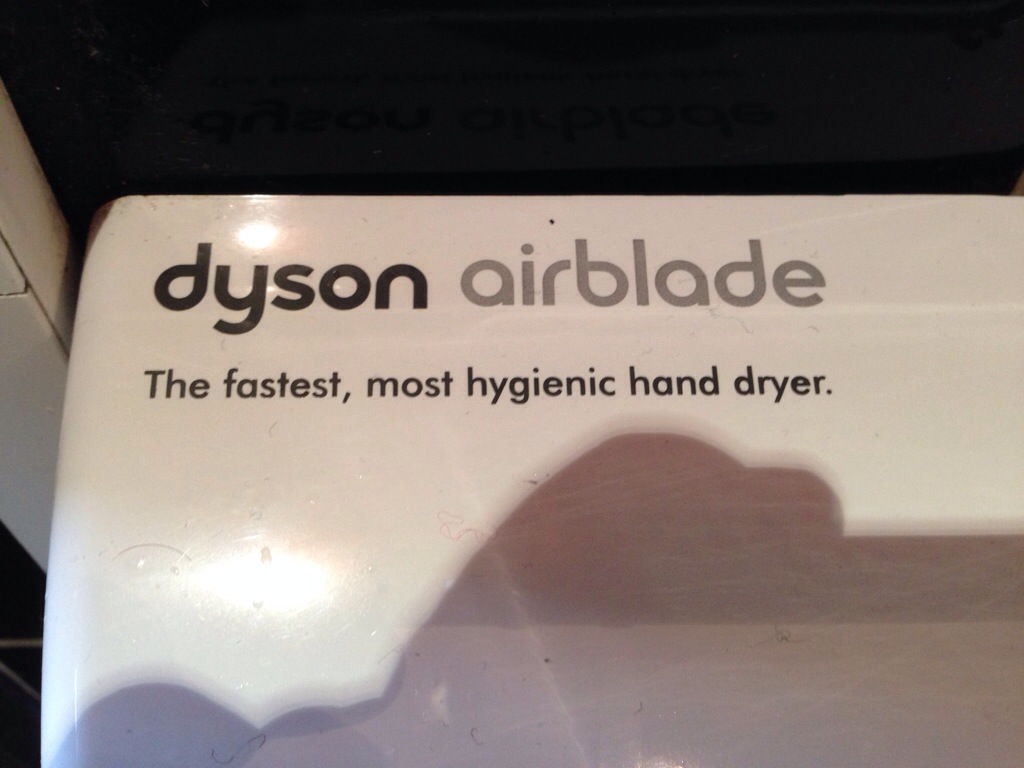 dyson airblade
The fastest, most hygienic hand dryer.